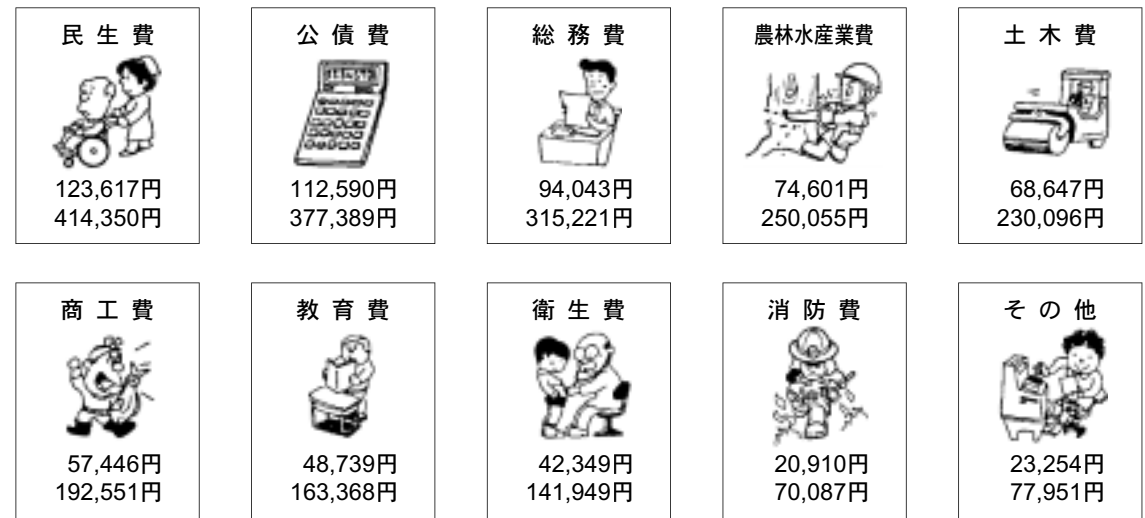 民生費
123,617円
414,350円
公債費
112,590円
377,389円
総務費
94,043円
315,221円
農林水産業費
74,601円
250,055円
土木費
68,647円
230,096円
商工費
57,446円
192,551円
教育費
48,739円
163,368円
衛生費
42,349円
141,949円
消防費
20,910円
70,087円
その他
23,254円
77,951円